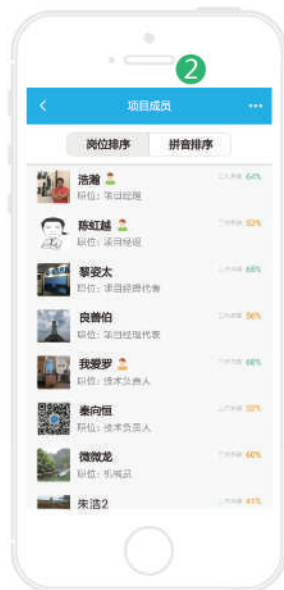 2
项目成员
岗位排序 拼音排序
浩瀚 64%
职位：项目经理
陈虹越 53%
职位：项目经理
黎姿太 68%
职位：项目经理代表
良善伯 56%
职位：项目经理代表
我爱罗 68%
职位：技术负责人
秦向恒 52%
职位：技术负责人
微微龙 60%
职位：机械员
朱浩2 41%